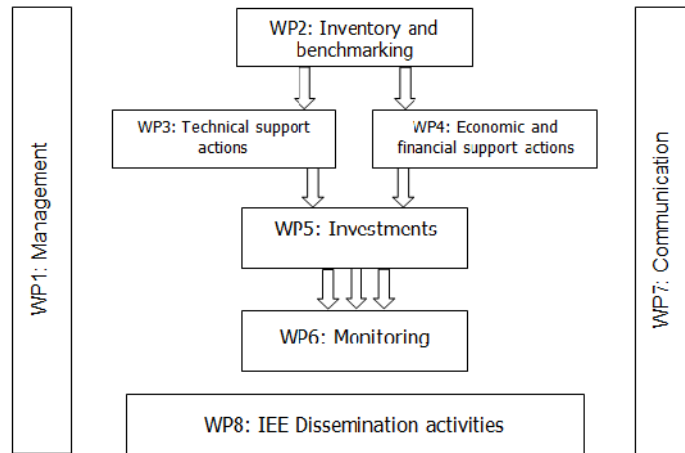 WP1: Management
WP2: Inventory and
benchmarking
WP3: Technical support
actions
WP4: Economic and
financial support actions
WP5: Investments
WP6: Monitoring
WP7: Communication
WP8: IEE Dissemination activities